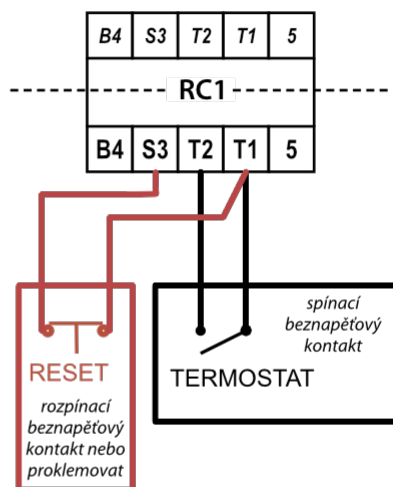 B4 S3 T2 T1 5
RC1
B4 S3 T2 T1 5
RESET
rozpínací
beznapěťový
kontakt nebo
proklemovat
spínací
beznapěťový
kontakt
TERMOSTAT